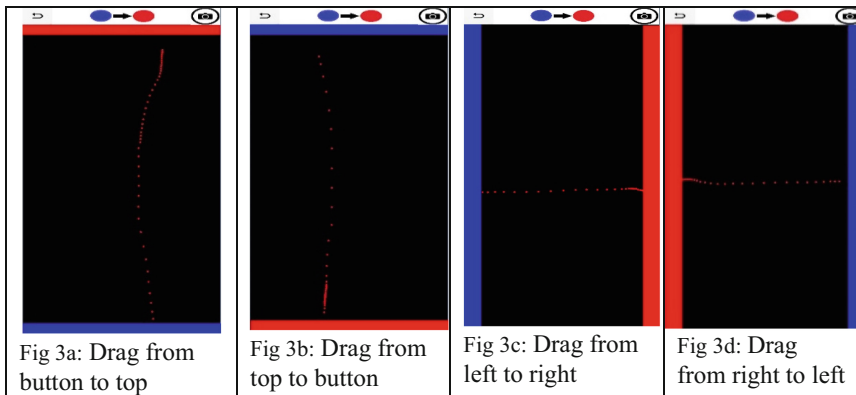 Fig 3a: Drag from
button to top
Fig 3b: Drag from
top to button
Fig 3c: Drag from
left to right
Fig 3d: Drag
from right to left